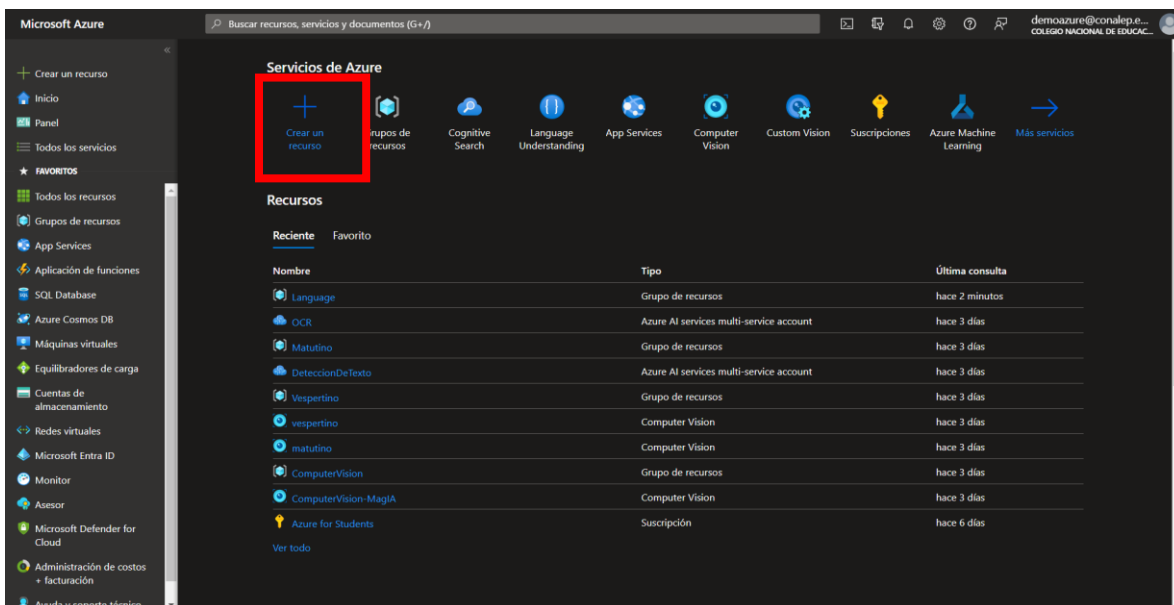 Microsoft Azure
Buscar recursos, servicios y documentos (G+/)
demoazure@conalep.e...
COLEGIO NACIONAL DE EDUCAC...
Crear un recurso
Inicio
Panel
Todos los servicios
FAVORITOS
Todos los recursos
Grupos de recursos
App Services
Aplicación de funciones
SQL Database
Azure Cosmos DB
Máquinas virtuales
Equilibradores de carga
Cuentas de
almacenamiento
Redes virtuales
Microsoft Entra ID
Monitor
Asesor
Microsoft Defender for
Cloud
Administración de costos
+ facturación
Ayuda y soporte técnico
Servicios de Azure
Crear un
recurso
Grupos de
recursos
Cognitive
Search
Language
Understanding
App Services
Computer
Vision
Custom Vision
Suscripciones
Azure Machine
Learning
Más servicios
Recursos
Reciente Favorito
Nombre Tipo Última consulta
Language Grupo de recursos hace 2 minutos
OCR Azure AI services multi-service account hace 3 días
Matutino Grupo de recursos hace 3 días
DeteccionDeTexto Azure AI services multi-service account hace 3 días
Vespertino Grupo de recursos hace 3 días
vespertino Computer Vision hace 3 días
matutino Computer Vision hace 3 días
ComputerVision Grupo de recursos hace 3 días
ComputerVision-MagIA Computer Vision hace 3 días
Azure for Students Suscripción hace 6 días
Ver todo